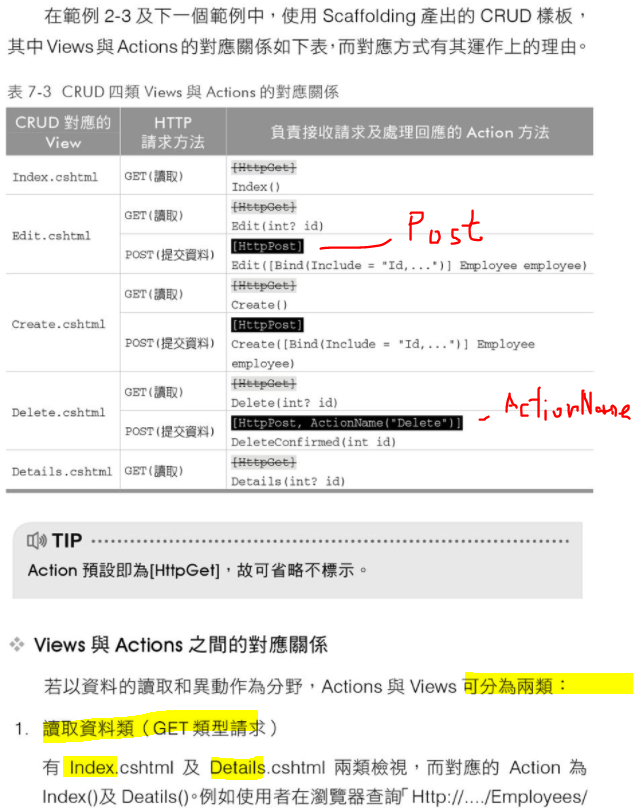 在範例 2-3 及下一個範例中，使用 Scaffolding 產出的 CRUD 樣板，
其中Views與Actions的對應關係如下表，而對應方式有其運作上的理由。
表 7-3 CRUD 四類 Views 與 Actions 的對應關係
CRUD 對應的 View
HTTP 請求方法
負責接收請求及處理回應的 Action 方法
Index.cshtml
GET(讀取)
[HttpGet]
Index()
Edit.cshtml
GET(讀取)
[HttpGet]
Edit(int? id)
POST(提交資料)
[HttpPost]
Post
Edit([Bind(Include = "Id,...")] Employee employee)
Create.cshtml
GET(讀取)
[HttpGet]
Create()
POST(提交資料)
[HttpPost]
Create([Bind(Include = "Id,...")] Employee
employee)
Delete.cshtml
GET(讀取)
[HttpGet]
Delete(int? id)
POST(提交資料)
[HttpPost, ActionName("Delete")]
ActionName
DeleteConfirmed(int id)
Details.cshtml
GET(讀取)
[HttpGet]
Details(int? id)
TIP
Action 預設即為[HttpGet]，故可省略不標示。
Views 與 Actions 之間的對應關係
若以資料的讀取和異動作為分野，Actions 與 Views 可分為兩類：
1. 讀取資料類（GET 類型請求）
有 Index.cshtml 及 Details.cshtml 兩類檢視，而對應的 Action 為
Index()及 Deatils()。例如使用者在瀏覽器查詢「Http://..../Employees/